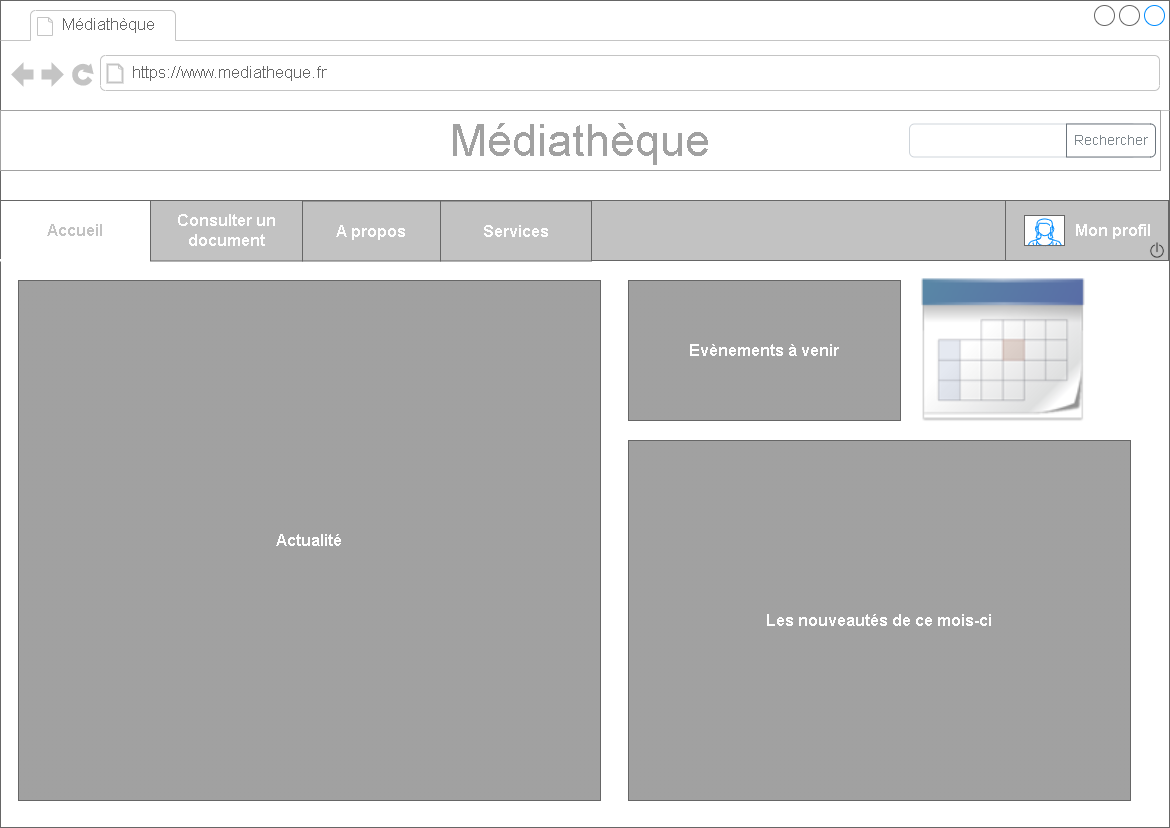 Médiathèque
https://www.mediatheque.fr
Médiathèque
Rechercher
Accueil
Consulter un
document
A propos
Services
Mon profil
Evènements à venir
Actualité
Les nouveautés de ce mois-ci